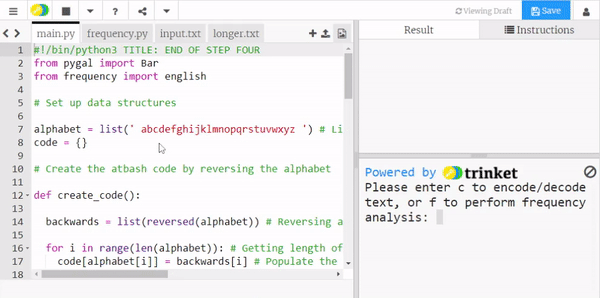 Viewing Draft Save
main.py frequency.py input.txt longer.txt
Result Instructions
1 #!/bin/python3 TITLE: END OF STEP FOUR
2 from pygal import Bar
3 from frequency import english
4
5 # Set up data structures
6
7 alphabet = list(' abcdefghijklmnopqrstuvwxyz ') # Li
8 code = {}
9
10 # Create the atbash code by reversing the alphabet
11
12 def create_code():
13
14 backwards = list(reversed(alphabet)) # Reversing a
15
16 for i in range(len(alphabet)): # Getting length of
17 code[alphabet[i]] = backwards[i] # Populate the
18
Powered by trinket
Please enter c to encode/decode
text, or f to perform frequency
analysis: